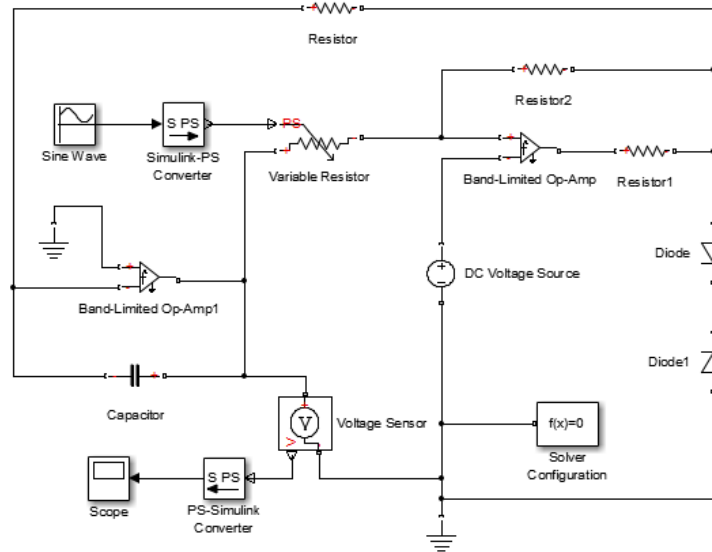 Resistor
Resistor2
S PS
PS
Sine Wave
Simulink-PS
Converter
Variable Resistor
Band-Limited Op-Amp
Resistor1
Diode
DC Voltage Source
Band-Limited Op-Amp1
Diode1
Capacitor
V
V
Voltage Sensor
f(x)=0
Solver
Configuration
S PS
Scope
PS-Simulink
Converter